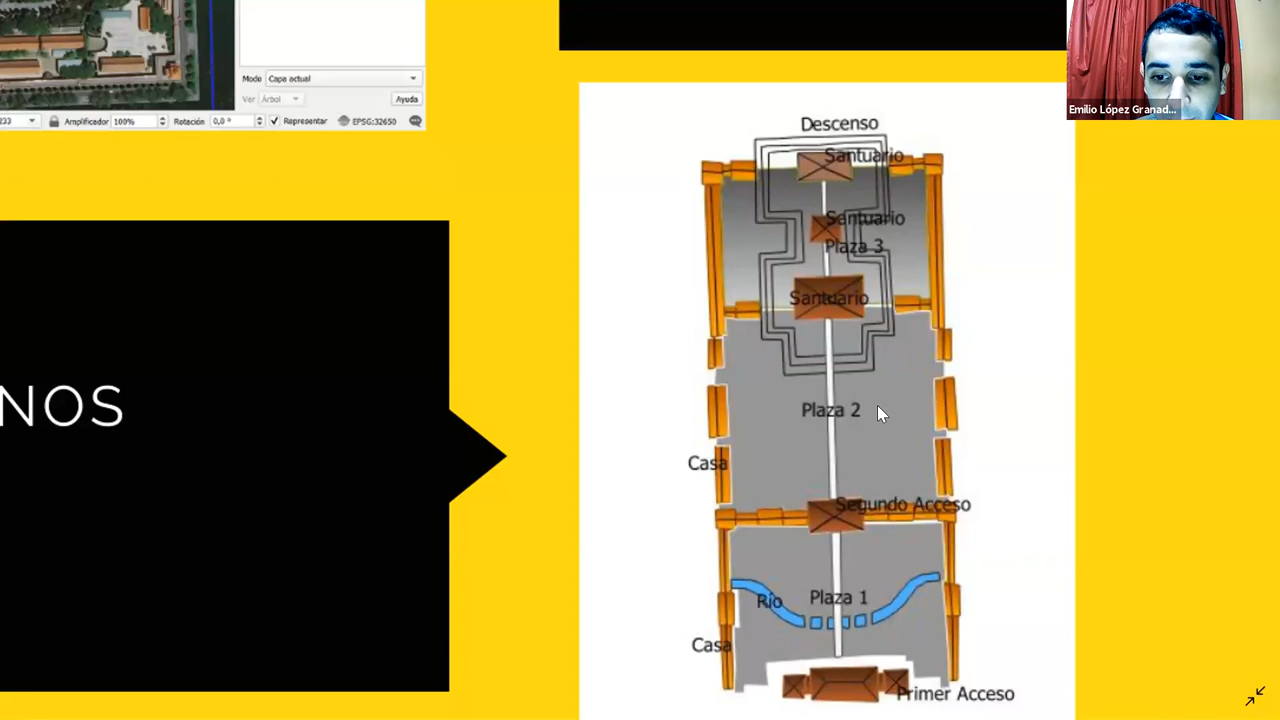 Modo Capa actual
Ver Árbol
Ayuda
233 Amplificador 100% Rotación 0,0 ° Representar EPSG:32650
Emilio López Granad...
Descenso
Santuario
Santuario
Plaza 3
Santuario
Plaza 2
NOS
Casa
Segundo Acceso
Río
Plaza 1
Casa
Primer Acceso